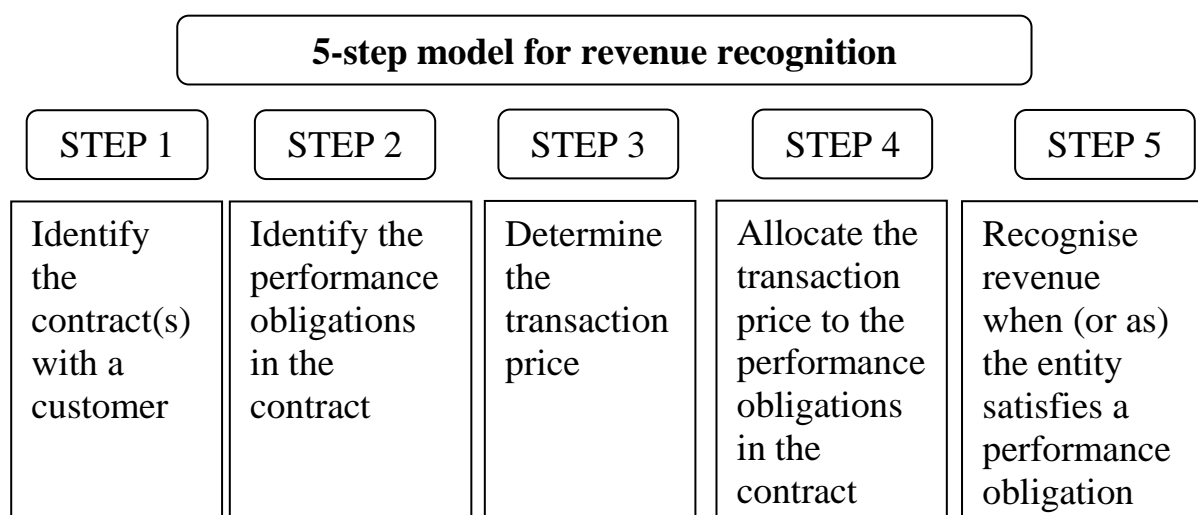 5-step model for revenue recognition
STEP 1
STEP 2
STEP 3
STEP 4
STEP 5
Identify
the
contract(s)
with a
customer
Identify the
performance
obligations
in the
contract
Determine
the
transaction
price
Allocate the
transaction
price to the
performance
obligations
in the
contract
Recognise
revenue
when (or as)
the entity
satisfies a
performance
obligation